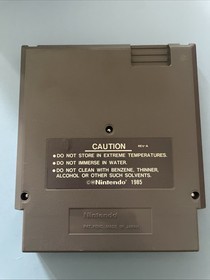 CAUTION REV-A
•DO NOT STORE IN EXTREME TEMPERATURES.
•DO NOT IMMERSE IN WATER.
•DO NOT CLEAN WITH BENZENE, THINNER,
ALCOHOL OR OTHER SUCH SOLVENTS.
©®Nintendo® 1985
Nintendo